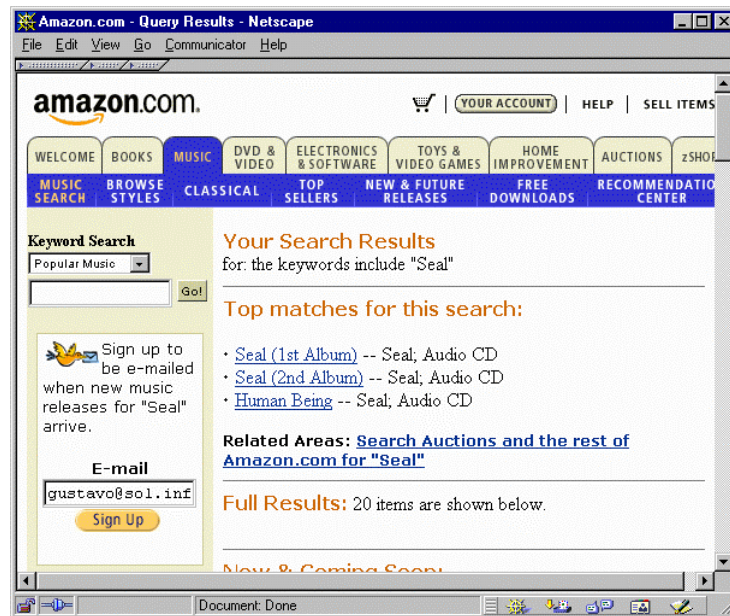 Amazon.com - Query Results - Netscape
File Edit View Go Communicator Help
amazon.com.
YOUR ACCOUNT | HELP | SELL ITEMS
WELCOME BOOKS MUSIC DVD & VIDEO ELECTRONICS & SOFTWARE TOYS & VIDEO GAMES HOME IMPROVEMENT AUCTIONS zSHOP
MUSIC SEARCH BROWSE STYLES CLASSICAL TOP SELLERS NEW & FUTURE RELEASES FREE DOWNLOADS RECOMMENDATIO CENTER
Keyword Search
Popular Music
Go!
Sign up to
be e-mailed
when new music
releases for "Seal"
arrive.
E-mail
gustavo@sol.inf
Sign Up
Your Search Results
for: the keywords include "Seal"
Top matches for this search:
· Seal (1st Album) -- Seal; Audio CD
· Seal (2nd Album) -- Seal; Audio CD
· Human Being -- Seal; Audio CD
Related Areas: Search Auctions and the rest of
Amazon.com for "Seal"
Full Results: 20 items are shown below.
Now & Coming Soon:
Document: Done